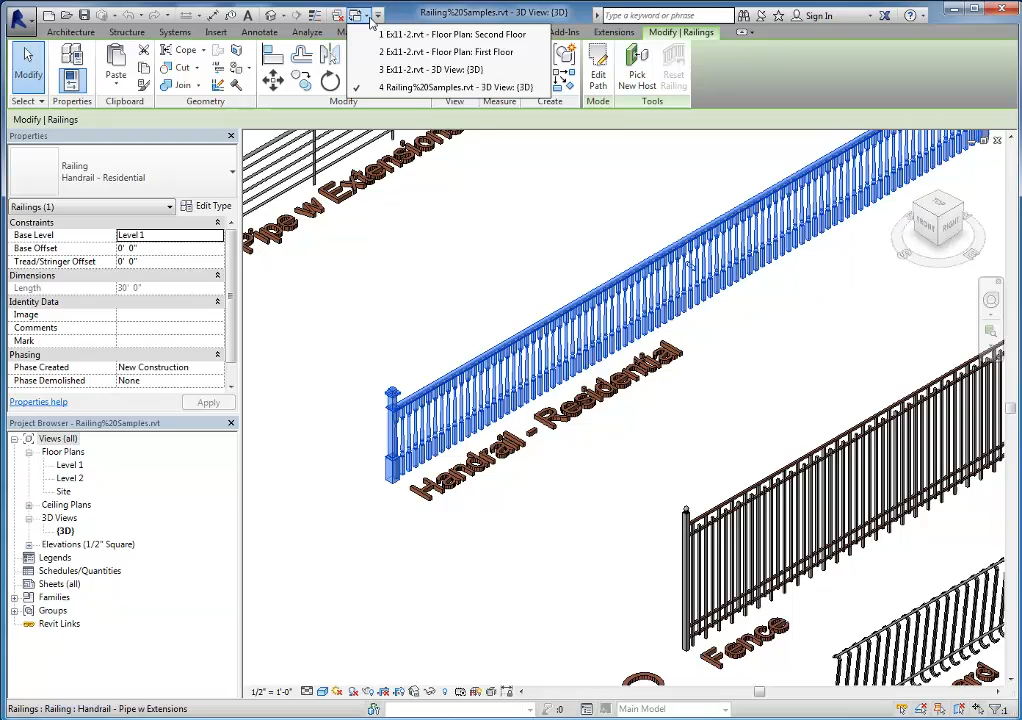 Railing%20Samples.rvt - 3D View: {3D}
Type a keyword or phrase
Sign In
Architecture
Structure
Systems
Insert
Annotate
Analyze
Add-Ins
Extensions
Modify | Railings
1 Ex11-2.rvt - Floor Plan: Second Floor
2 Ex11-2.rvt - Floor Plan: First Floor
3 Ex11-2.rvt - 3D View: {3D}
4 Railing%20Samples.rvt - 3D View: {3D}
Modify
Paste
Cope
Cut
Join
Edit Path
Pick New Host
Reset Railing
Select
Properties
Clipboard
Geometry
Modify
View
Measure
Create
Mode
Tools
Modify | Railings
Properties
Railing
Handrail - Residential
Railings (1)
Edit Type
Constraints
Base Level Level 1
Base Offset 0' 0"
Tread/Stringer Offset 0' 0"
Dimensions
Length 30' 0"
Identity Data
Image
Comments
Mark
Phasing
Phase Created New Construction
Phase Demolished None
Properties help
Apply
Project Browser - Railing%20Samples.rvt
Views (all)
Floor Plans
Level 1
Level 2
Site
Ceiling Plans
3D Views
{3D}
Elevations (1/2" Square)
Legends
Schedules/Quantities
Sheets (all)
Families
Groups
Revit Links
Pipe w Extensions
Handrail - Residential
Fence
TOP
FRONT
RIGHT
1/2" = 1'-0"
Railings : Railing : Handrail - Pipe w Extensions
:0
Main Model
:1